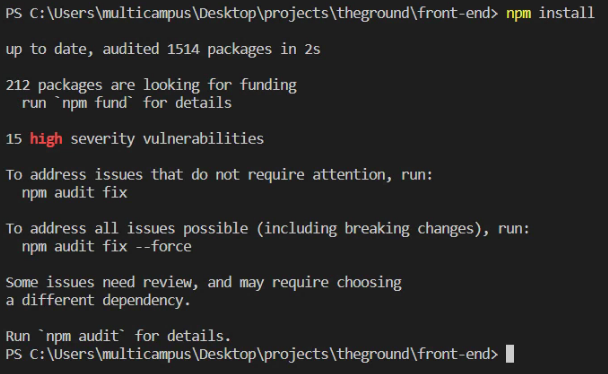 PS C:\Users\multicampus\Desktop\projects\theground\front-end> npm install
up to date, audited 1514 packages in 2s
212 packages are looking for funding
run `npm fund` for details
15 high severity vulnerabilities
To address issues that do not require attention, run:
npm audit fix
To address all issues possible (including breaking changes), run:
npm audit fix --force
Some issues need review, and may require choosing
a different dependency.
Run `npm audit` for details.
PS C:\Users\multicampus\Desktop\projects\theground\front-end>